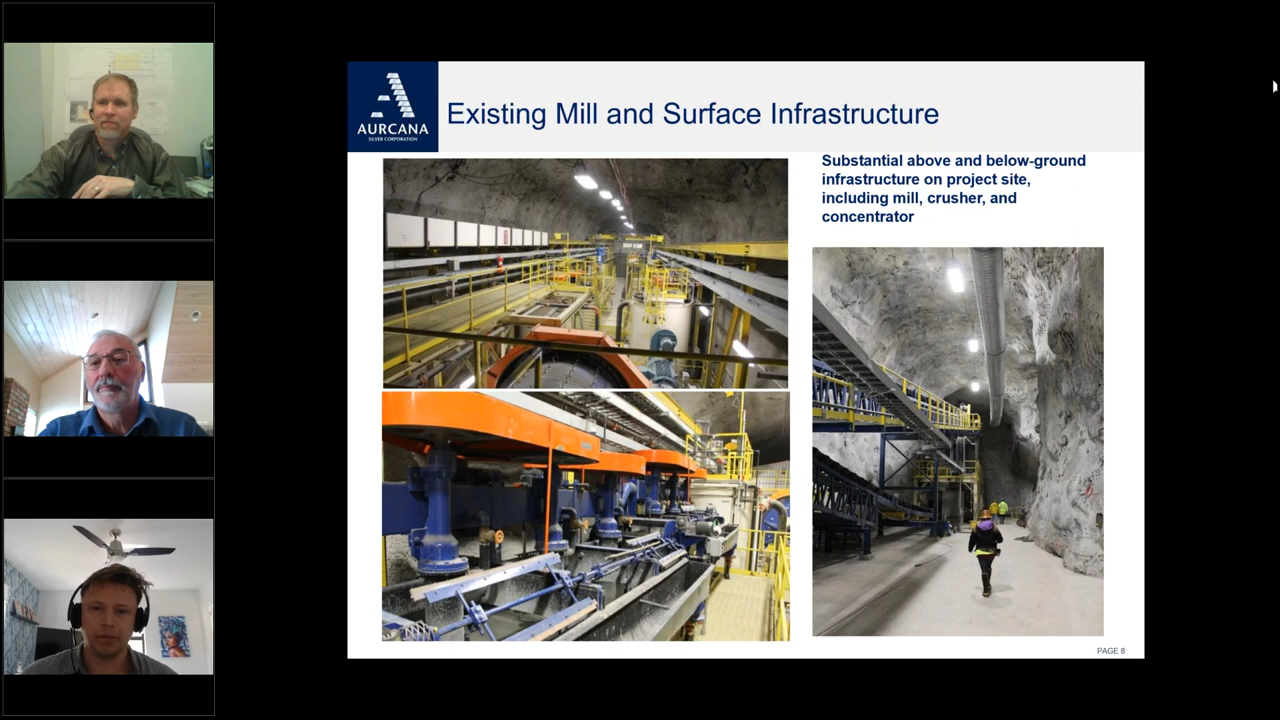 AURCANA
SILVER CORPORATION
Existing Mill and Surface Infrastructure
Substantial above and below-ground
infrastructure on project site,
including mill, crusher, and
concentrator
PAGE 8